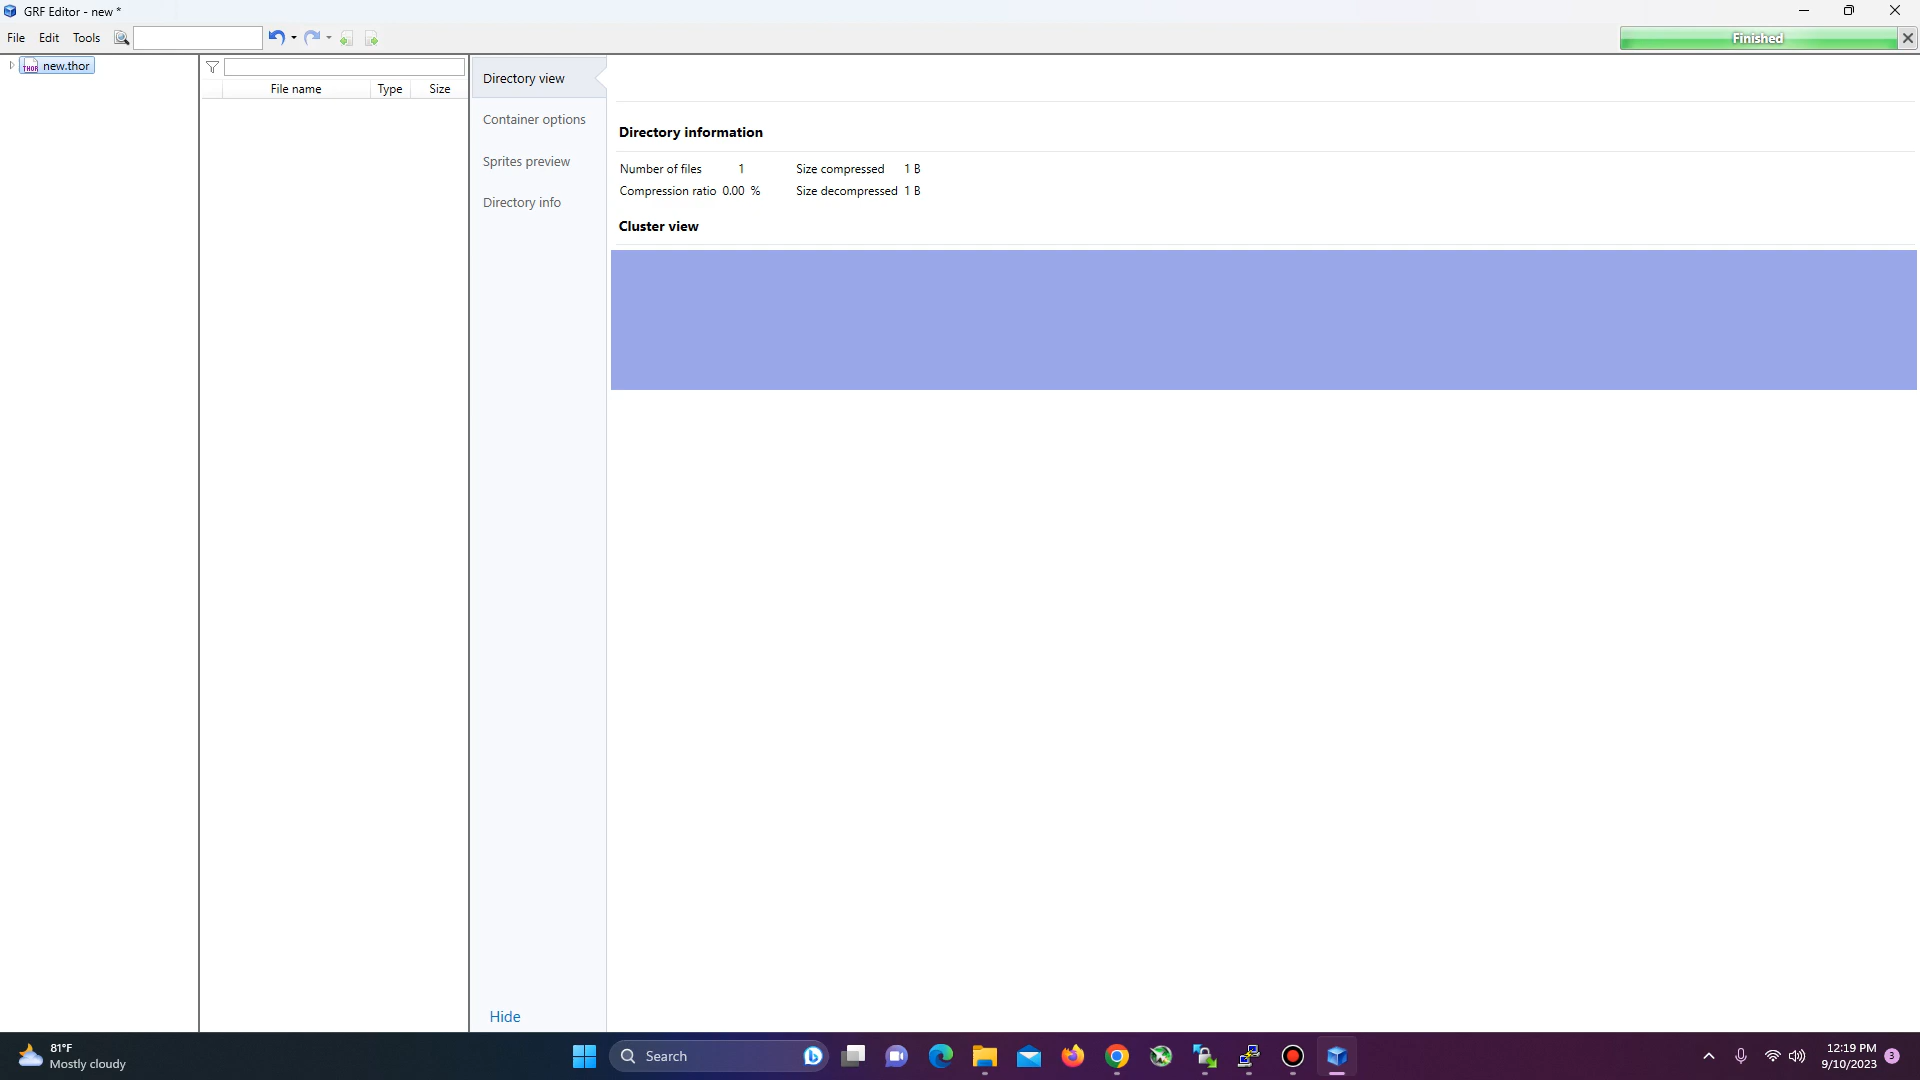 GRF Editor - new *
File Edit Tools
Finished
new.thor
File name Type Size
Directory view
Container options
Sprites preview
Directory info
Hide
Directory information
Number of files 1 Size compressed 1 B
Compression ratio 0.00 % Size decompressed 1 B
Cluster view
81°F
Mostly cloudy
Search
12:19 PM
9/10/2023
3